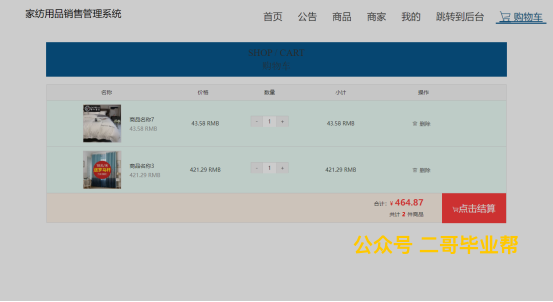 家纺用品销售管理系统
首页 公告 商品 商家 我的 跳转到后台 购物车
SHOP / CART
名称 价格 数量 小计 操作
商品名称7
43.58 RMB
43.58 RMB - 1 + 43.58 RMB 删除
商品名称3
421.29 RMB
421.29 RMB - 1 + 421.29 RMB 删除
合计：¥ 464.87
共计 2 件商品
点击结算
公众号 二哥毕业帮